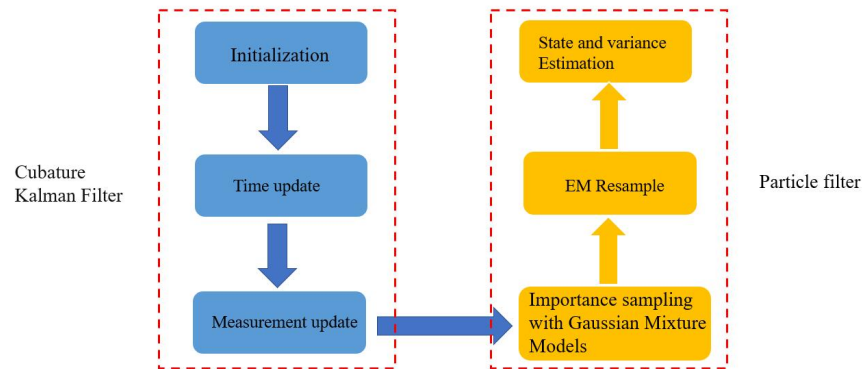 Cubature
Kalman Filter
Initialization
Time update
Measurement update
State and variance
Estimation
EM Resample
Importance sampling
with Gaussian Mixture
Models
Particle filter